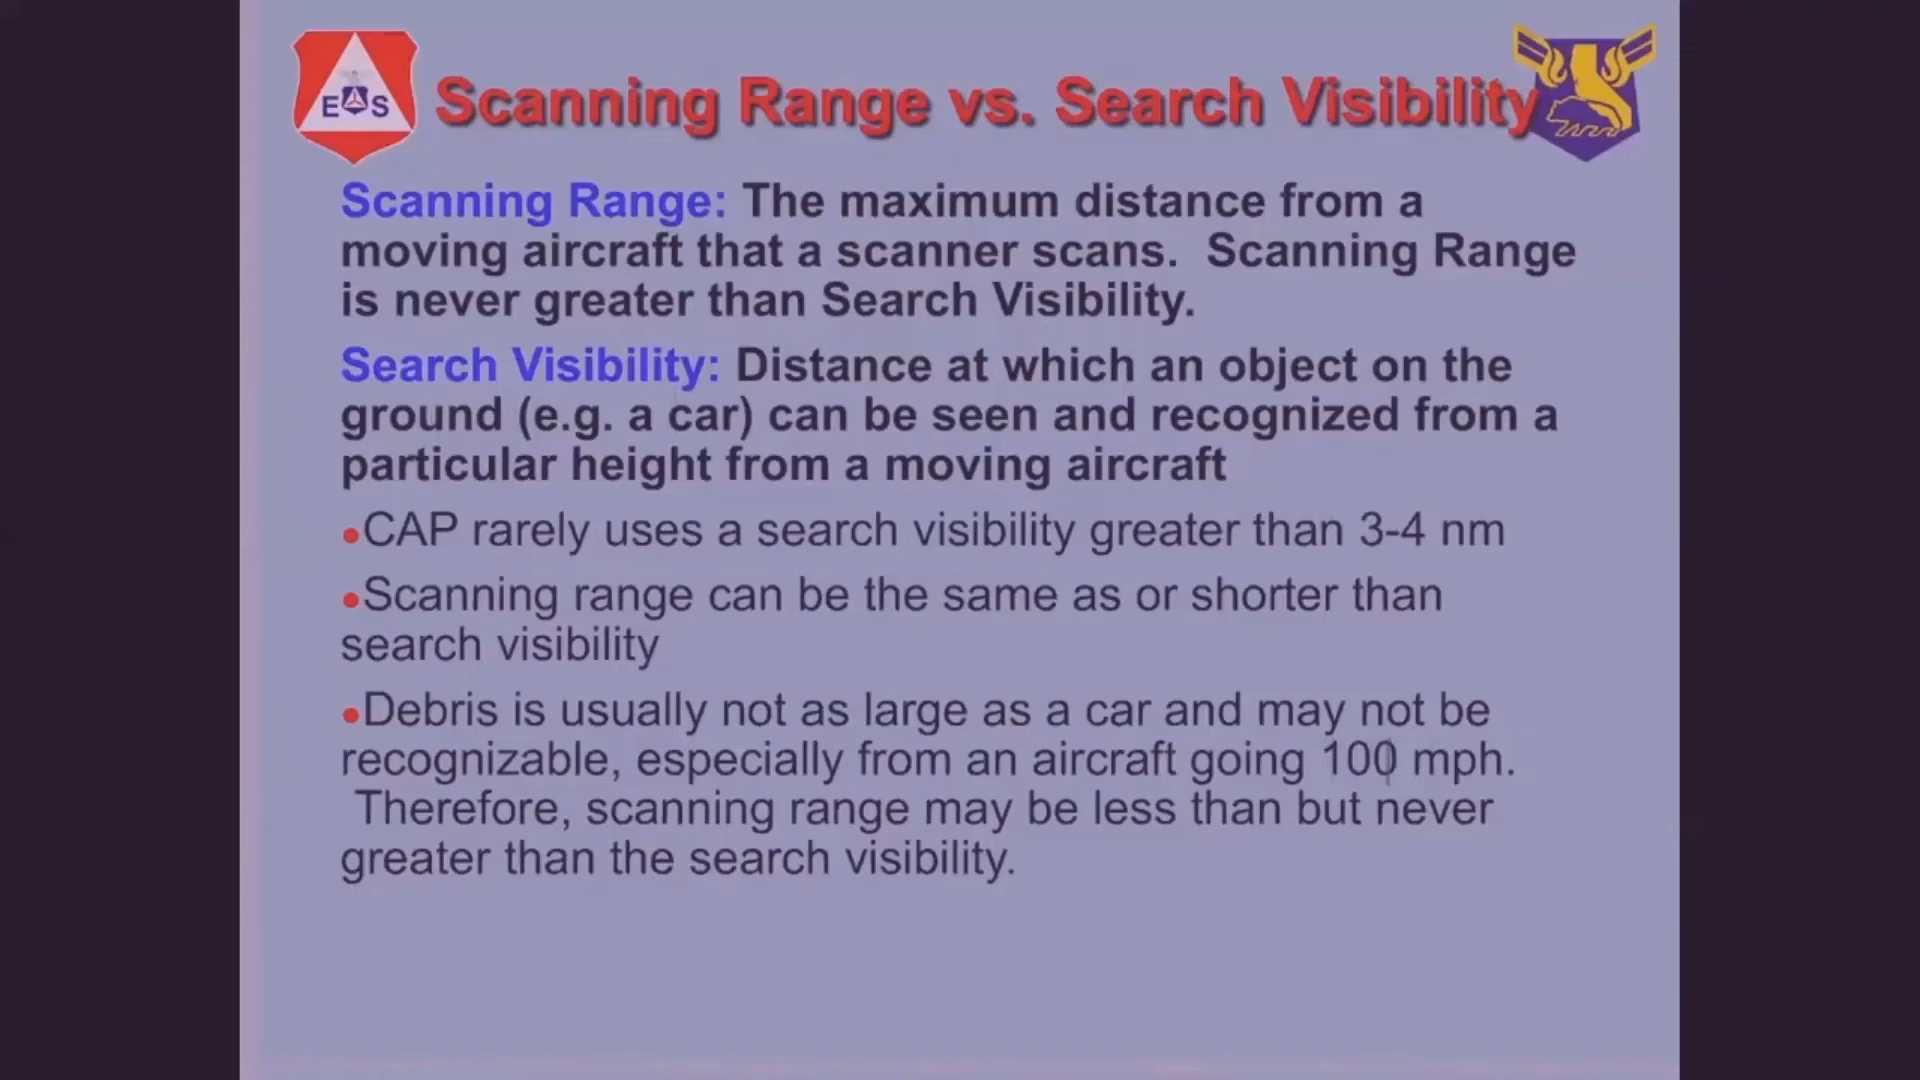 E S
Scanning Range vs. Search Visibility
Scanning Range: The maximum distance from a
moving aircraft that a scanner scans.  Scanning Range
is never greater than Search Visibility.
Search Visibility: Distance at which an object on the
ground (e.g. a car) can be seen and recognized from a
particular height from a moving aircraft
•CAP rarely uses a search visibility greater than 3-4 nm
•Scanning range can be the same as or shorter than
search visibility
•Debris is usually not as large as a car and may not be
recognizable, especially from an aircraft going 100 mph.
Therefore, scanning range may be less than but never
greater than the search visibility.